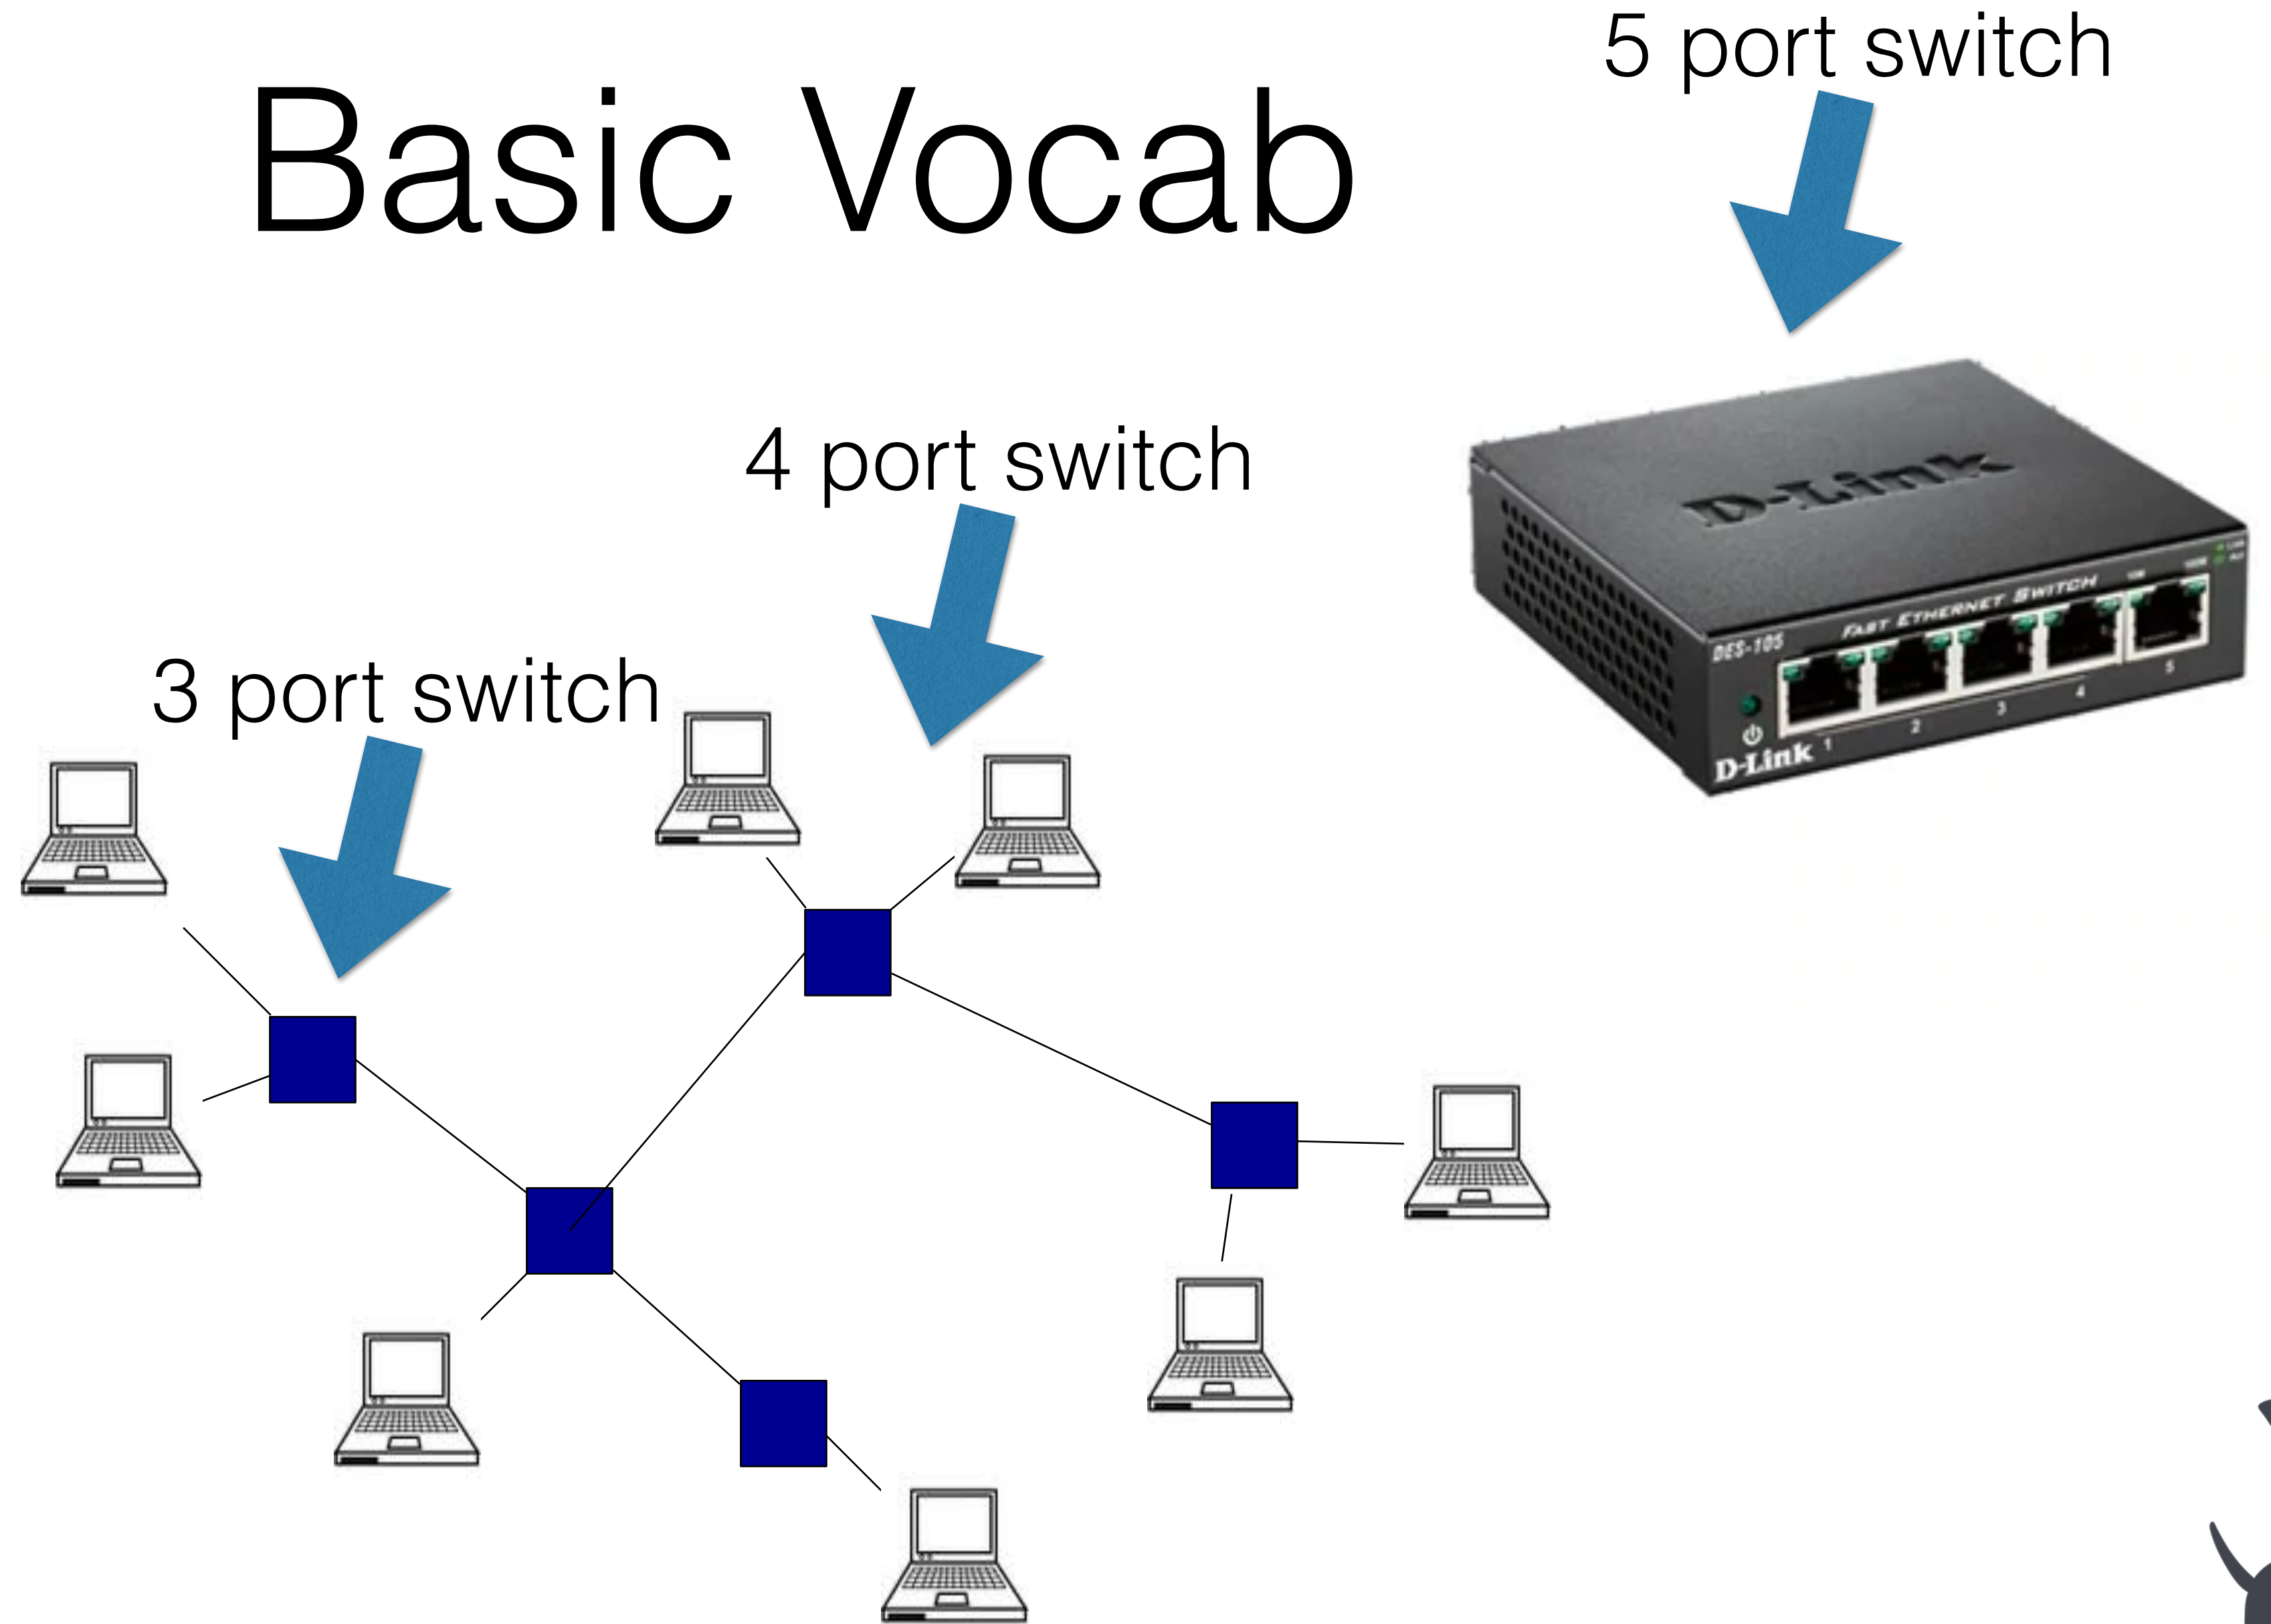 5 port switch
Basic Vocab
4 port switch
3 port switch
D-Link
FAST ETHERNET SWITCH
DES-105
1 2 3 4 5
D-Link